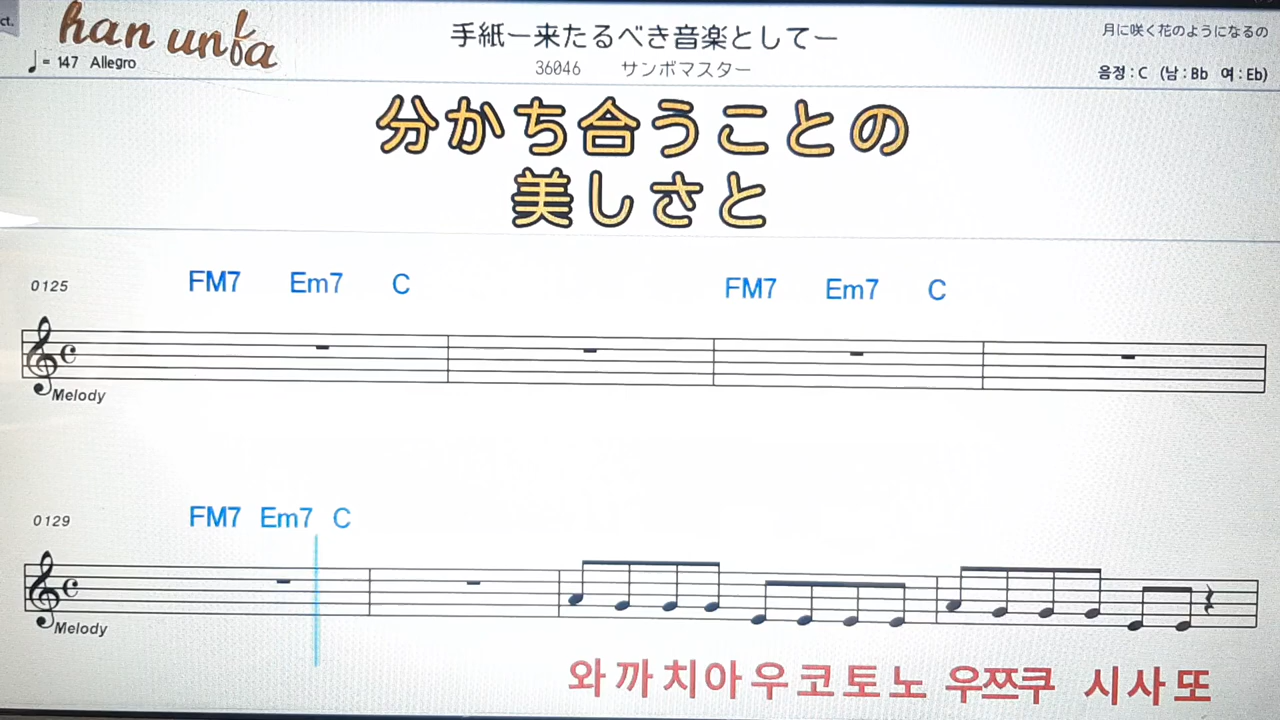 ct.
han unfa
♩ = 147 Allegro
手紙ー来たるべき音楽としてー
36046 サンボマスター
月に咲く花のようになるの
음정 : C (남 : Bb 여 : Eb)
分かち合うことの
美しさと
0125 FM7 Em7 C FM7 Em7 C
Melody
0129 FM7 Em7 C
Melody
와까치아우코토노 우쯔쿠 시사또